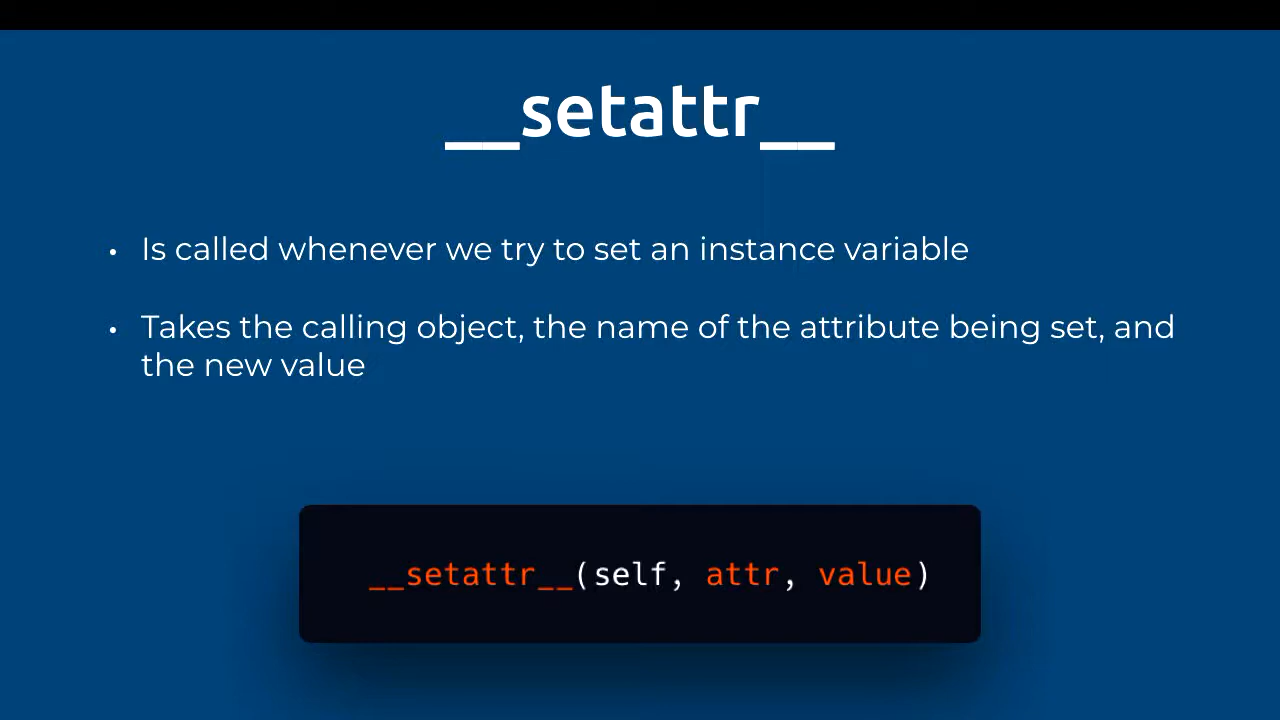 __setattr__
• Is called whenever we try to set an instance variable
• Takes the calling object, the name of the attribute being set, and
the new value
__setattr__(self, attr, value)